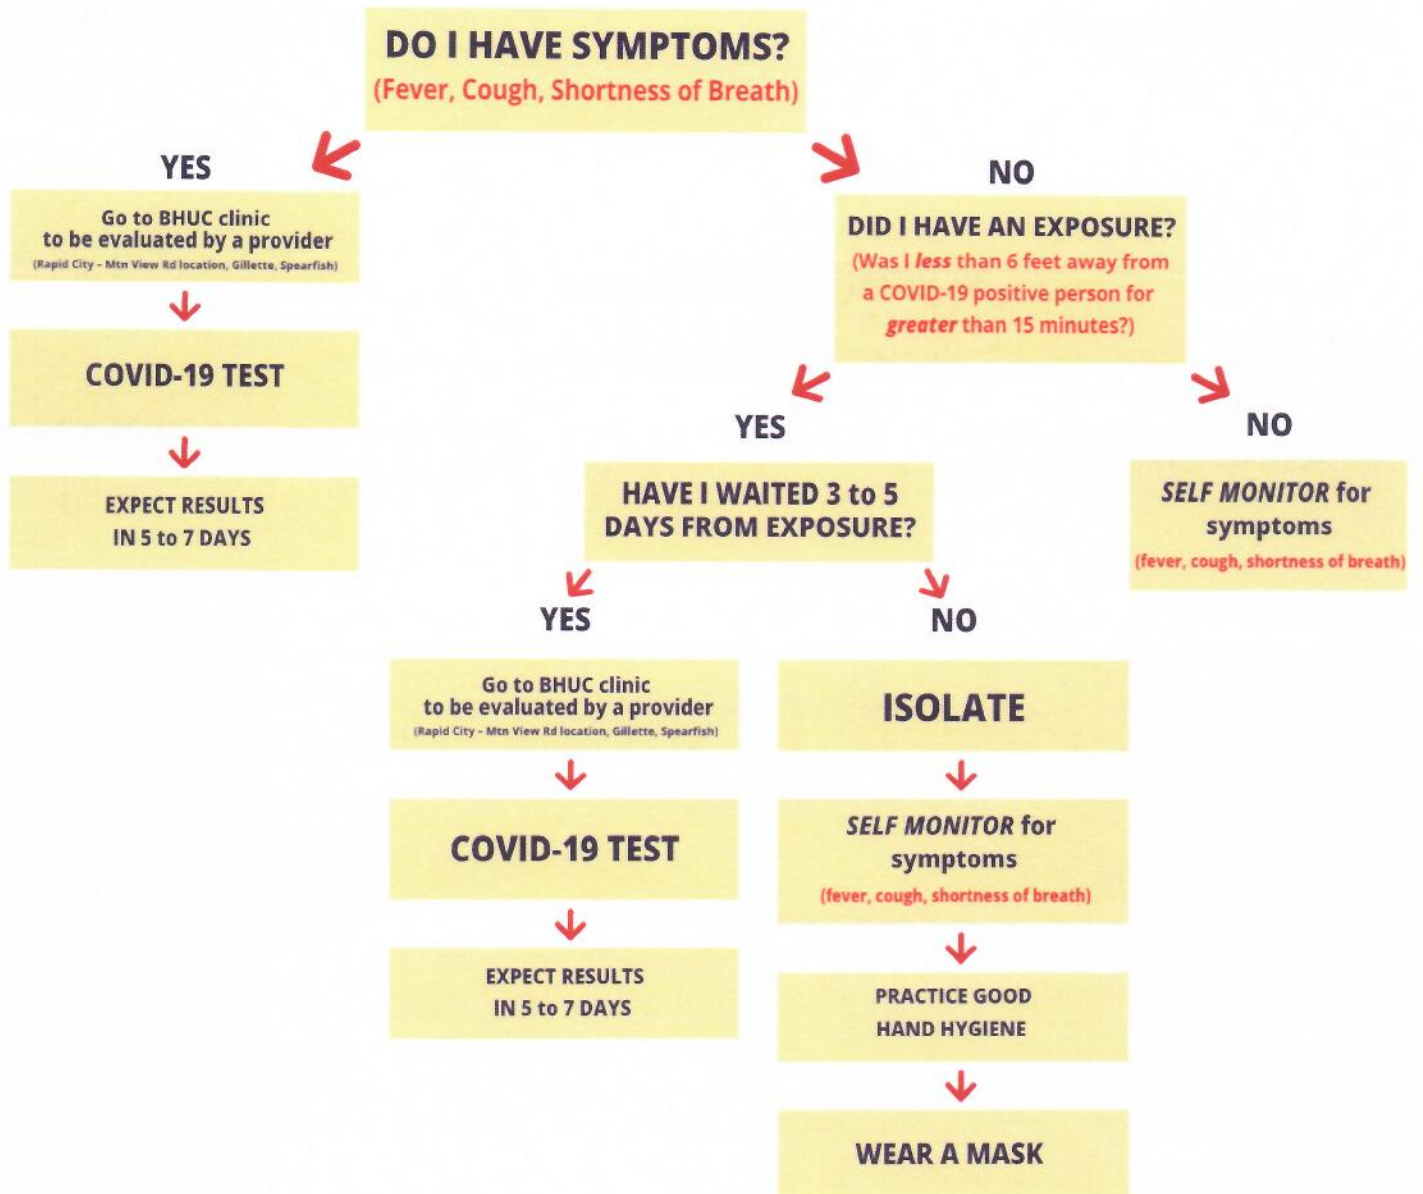 DO I HAVE SYMPTOMS?
(Fever, Cough, Shortness of Breath)
YES
Go to BHUC clinic
to be evaluated by a provider
(Rapid City – Mtn View Rd location, Gillette, Spearfish)
COVID-19 TEST
EXPECT RESULTS
IN 5 to 7 DAYS
NO
DID I HAVE AN EXPOSURE?
(Was I less than 6 feet away from
a COVID-19 positive person for
greater than 15 minutes?)
YES
HAVE I WAITED 3 to 5
DAYS FROM EXPOSURE?
YES
Go to BHUC clinic
to be evaluated by a provider
(Rapid City – Mtn View Rd location, Gillette, Spearfish)
COVID-19 TEST
EXPECT RESULTS
IN 5 to 7 DAYS
NO
ISOLATE
SELF MONITOR for
symptoms
(fever, cough, shortness of breath)
PRACTICE GOOD
HAND HYGIENE
WEAR A MASK
NO
SELF MONITOR for
symptoms
(fever, cough, shortness of breath)